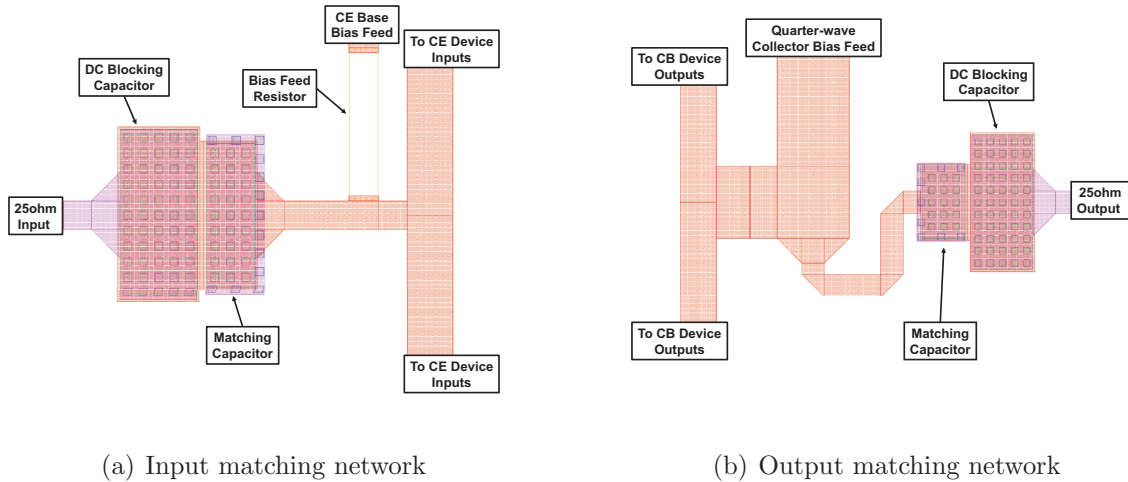 CE Base
Bias Feed
To CE Device
Inputs
DC Blocking
Capacitor
Bias Feed
Resistor
25ohm
Input
Matching
Capacitor
To CE Device
Inputs
(a) Input matching network
Quarter-wave
Collector Bias Feed
To CB Device
Outputs
DC Blocking
Capacitor
25ohm
Output
To CB Device
Outputs
Matching
Capacitor
(b) Output matching network